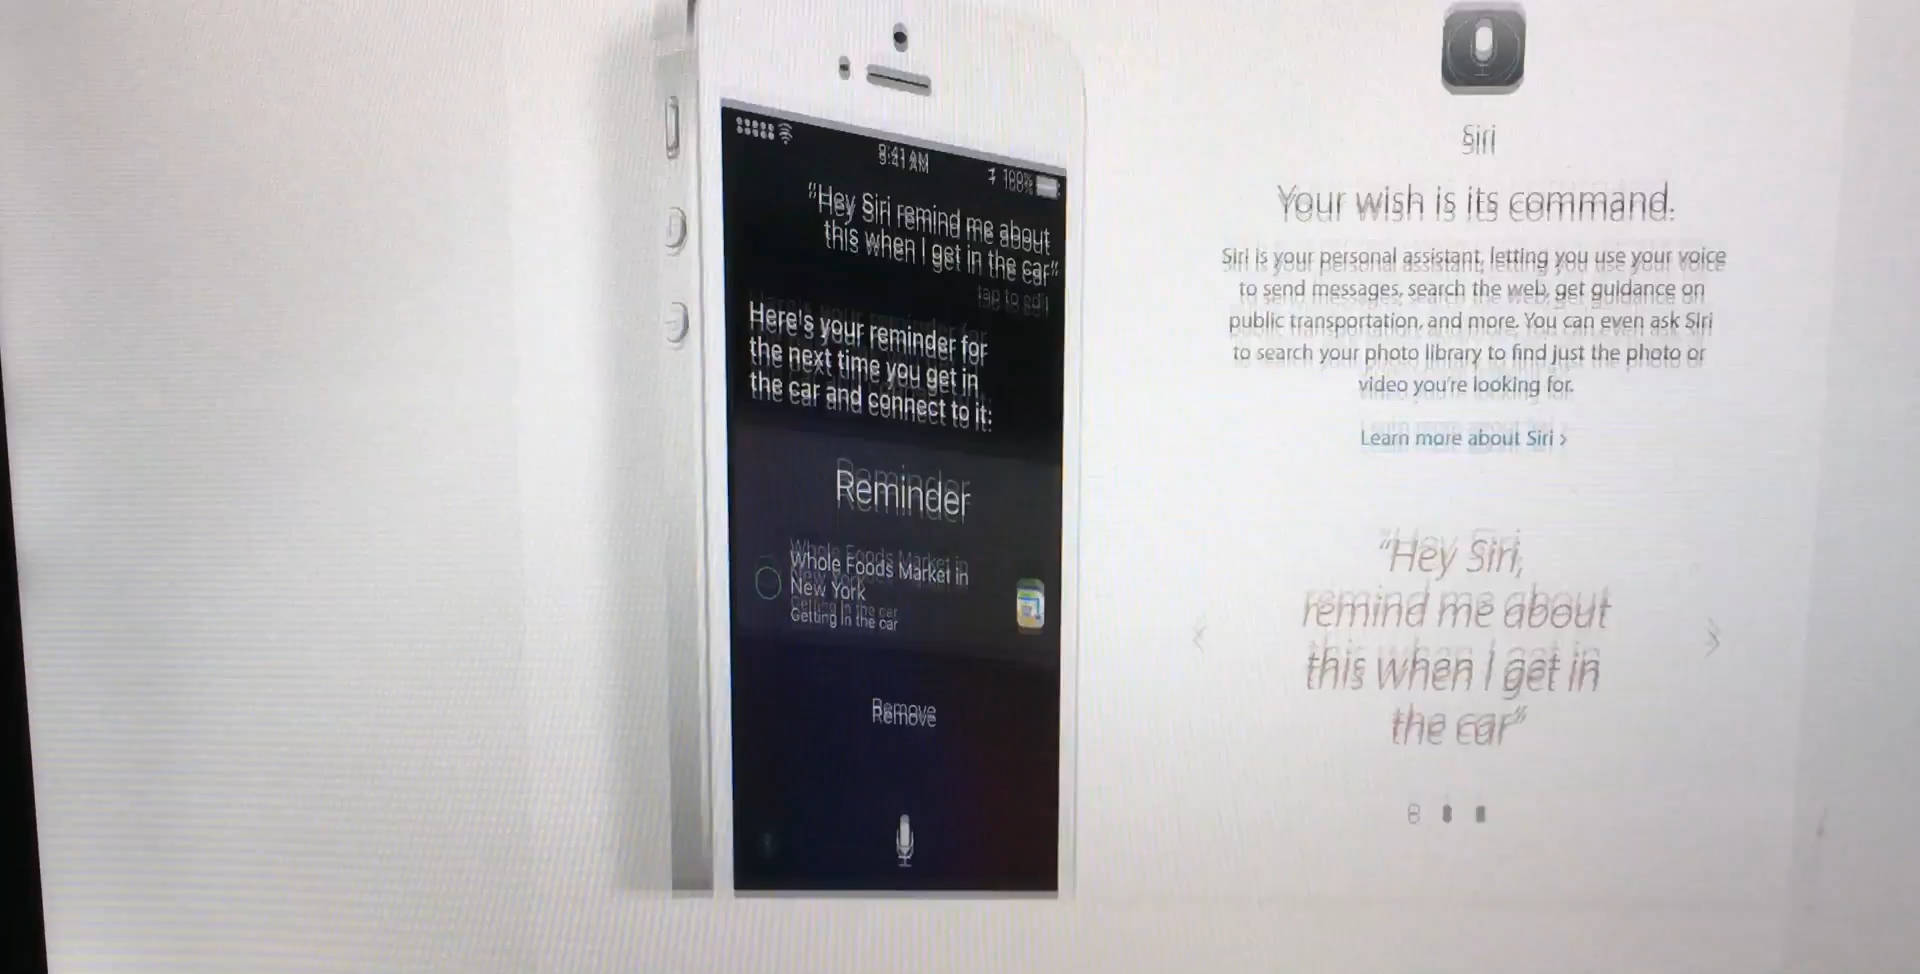 9:41 AM
100%
“Hey Siri remind me about
this when I get in the car”
tap to edit
Here's your reminder for
the next time you get in
the car and connect to it:
Reminder
Whole Foods Market in
New York
Getting in the car
Remove
Siri
Your wish is its command.
Siri is your personal assistant, letting you use your voice
to send messages, search the web, get guidance on
public transportation, and more. You can even ask Siri
to search your photo library to find just the photo or
video you're looking for.
Learn more about Siri ›
“Hey Siri,
remind me about
this when I get in
the car”